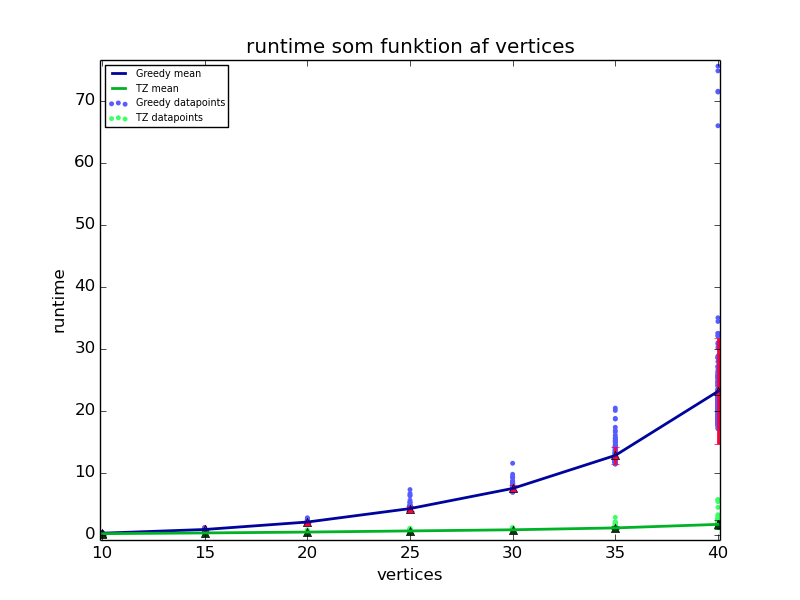 runtime som funktion af vertices
Greedy mean
TZ mean
Greedy datapoints
TZ datapoints
70
60
50
40
30
20
10
0
runtime
10 15 20 25 30 35 40
vertices